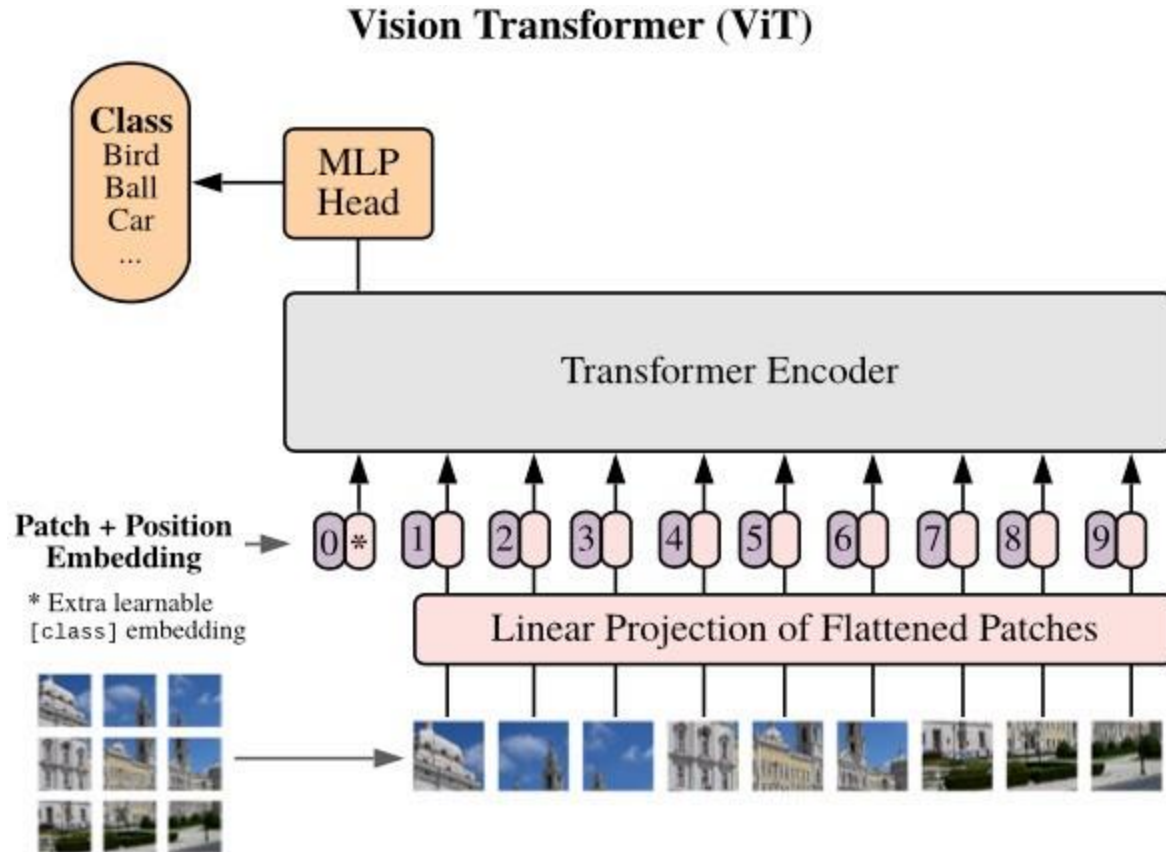 Vision Transformer (ViT)
Class
Bird
Ball
Car
...
MLP
Head
Transformer Encoder
Patch + Position
Embedding
0 * 1 2 3 4 5 6 7 8 9
* Extra learnable
[class] embedding
Linear Projection of Flattened Patches